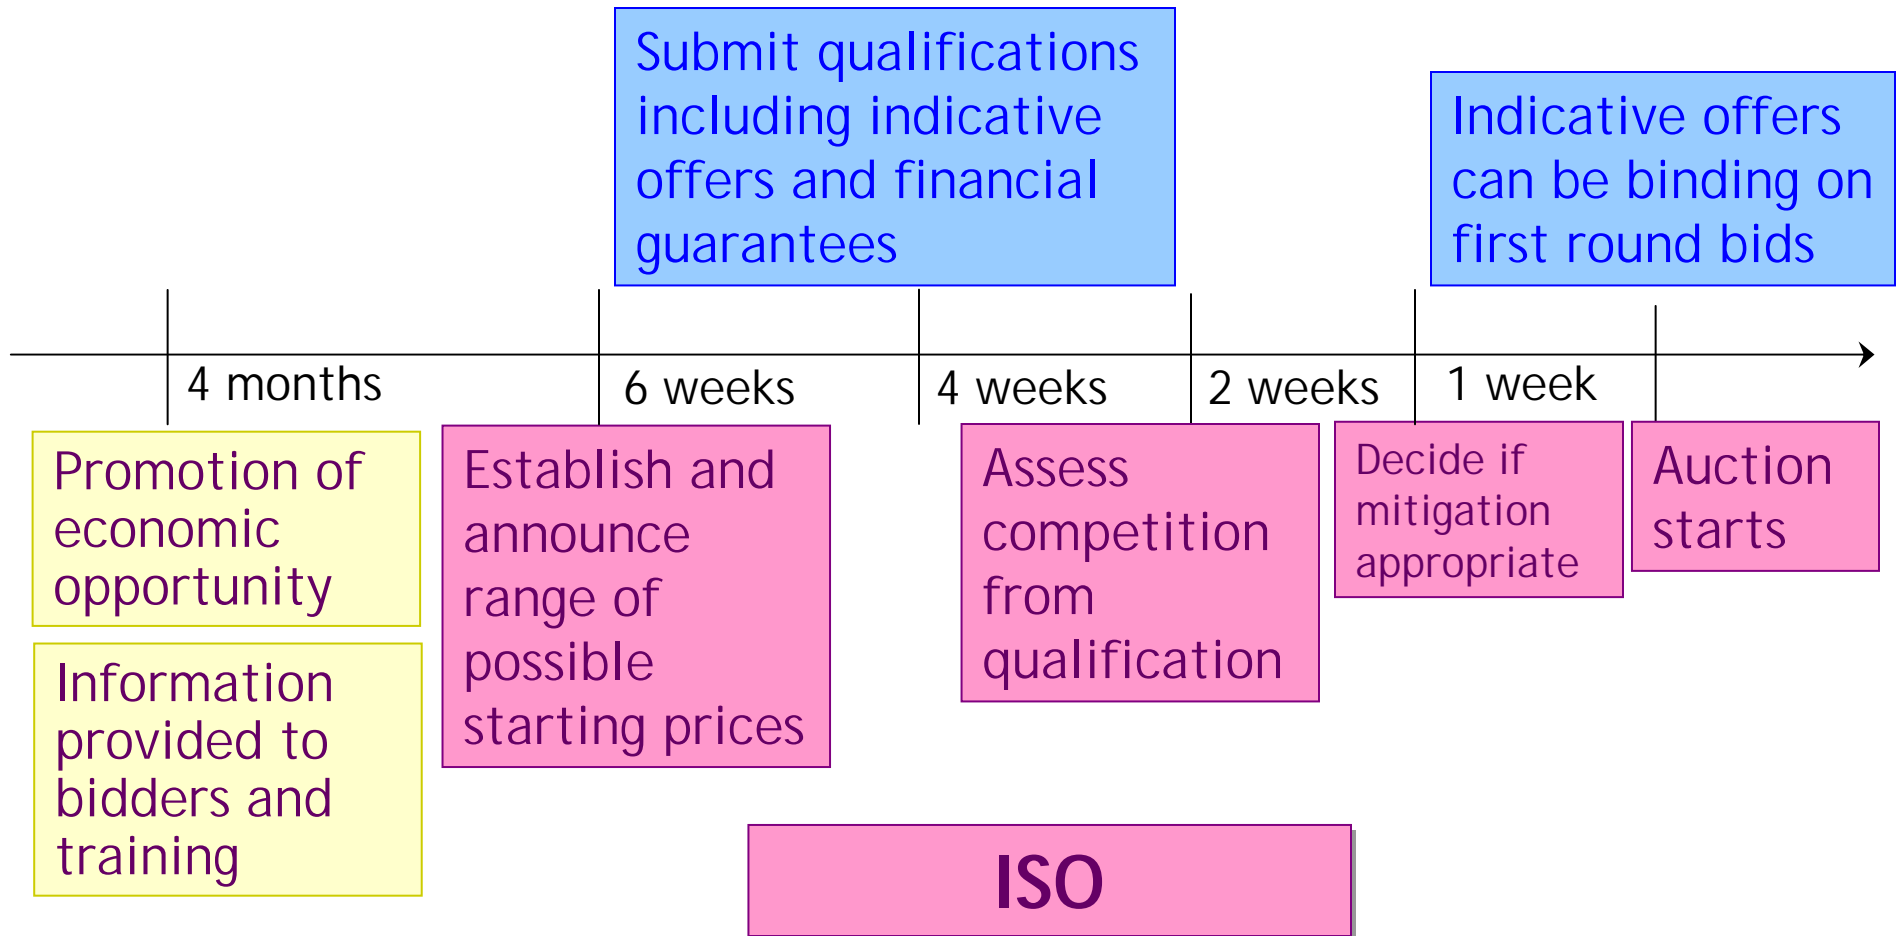 Submit qualifications
including indicative
offers and financial
guarantees
Indicative offers
can be binding on
first round bids
4 months
6 weeks
4 weeks
2 weeks
1 week
Promotion of
economic
opportunity
Information
provided to
bidders and
training
Establish and
announce
range of
possible
starting prices
Assess
competition
from
qualification
Decide if
mitigation
appropriate
Auction
starts
ISO